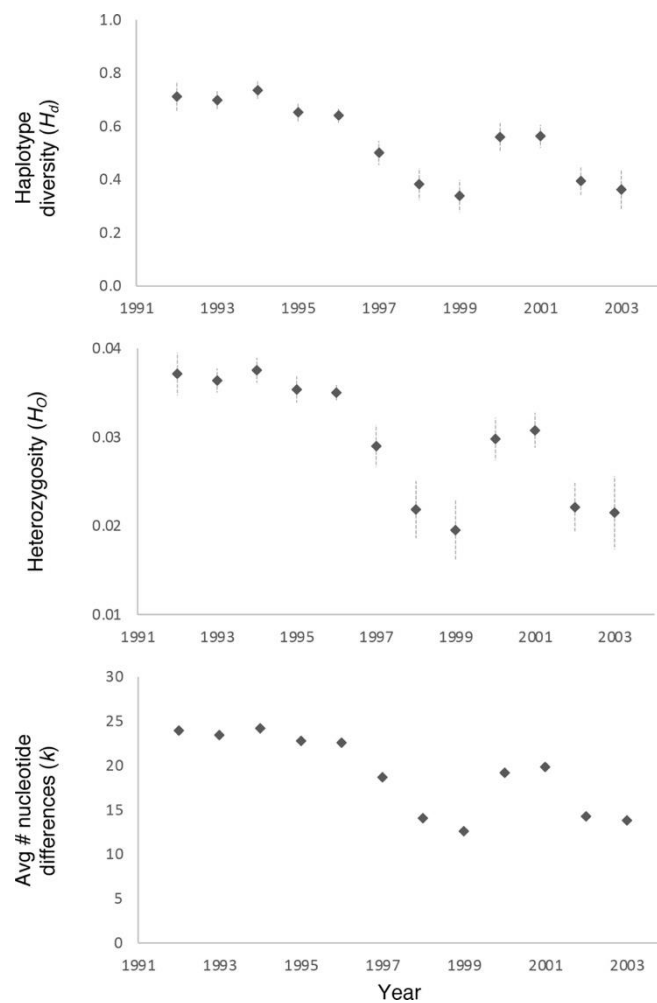 1.0
0.8
0.6
0.4
0.2
0.0
Haplotype
diversity (Hd)
1991 1993 1995 1997 1999 2001 2003
0.04
0.03
0.02
0.01
Heterozygosity (HO)
1991 1993 1995 1997 1999 2001 2003
30
25
20
15
10
5
0
Avg # nucleotide
differences (k)
1991 1993 1995 1997 1999 2001 2003
Year